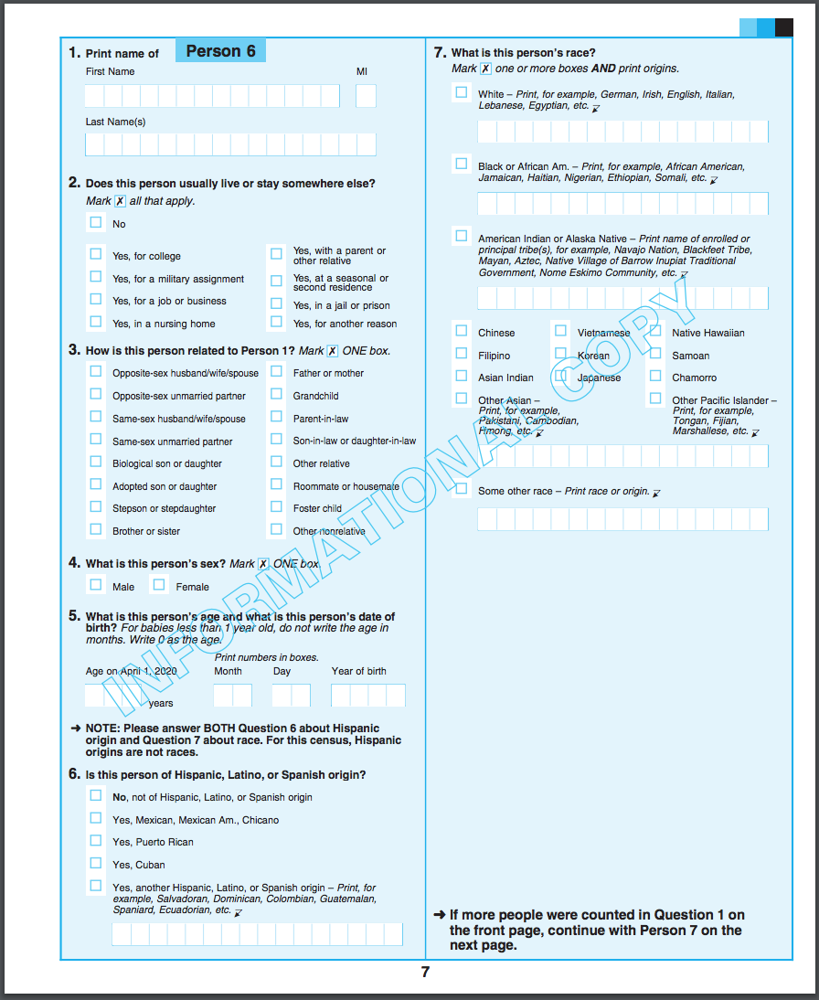 1. Print name of Person 6
First Name MI
Last Name(s)
2. Does this person usually live or stay somewhere else?
Mark ✗ all that apply.
No
Yes, for college
Yes, for a military assignment
Yes, for a job or business
Yes, in a nursing home
Yes, with a parent or
other relative
Yes, at a seasonal or
second residence
Yes, in a jail or prison
Yes, for another reason
3. How is this person related to Person 1? Mark ✗ ONE box.
Opposite-sex husband/wife/spouse
Opposite-sex unmarried partner
Same-sex husband/wife/spouse
Same-sex unmarried partner
Biological son or daughter
Adopted son or daughter
Stepson or stepdaughter
Brother or sister
Father or mother
Grandchild
Parent-in-law
Son-in-law or daughter-in-law
Other relative
Roommate or housemate
Foster child
Other nonrelative
4. What is this person's sex? Mark ✗ ONE box.
Male Female
5. What is this person's age and what is this person's date of
birth? For babies less than 1 year old, do not write the age in
months. Write 0 as the age.
Print numbers in boxes.
Age on April 1, 2020 Month Day Year of birth
years
➔ NOTE: Please answer BOTH Question 6 about Hispanic
origin and Question 7 about race. For this census, Hispanic
origins are not races.
6. Is this person of Hispanic, Latino, or Spanish origin?
No, not of Hispanic, Latino, or Spanish origin
Yes, Mexican, Mexican Am., Chicano
Yes, Puerto Rican
Yes, Cuban
Yes, another Hispanic, Latino, or Spanish origin – Print, for
example, Salvadoran, Dominican, Colombian, Guatemalan,
Spaniard, Ecuadorian, etc.
7. What is this person's race?
Mark ✗ one or more boxes AND print origins.
White – Print, for example, German, Irish, English, Italian,
Lebanese, Egyptian, etc.
Black or African Am. – Print, for example, African American,
Jamaican, Haitian, Nigerian, Ethiopian, Somali, etc.
American Indian or Alaska Native – Print name of enrolled or
principal tribe(s), for example, Navajo Nation, Blackfeet Tribe,
Mayan, Aztec, Native Village of Barrow Inupiat Traditional
Government, Nome Eskimo Community, etc.
Chinese
Filipino
Asian Indian
Other Asian –
Print, for example,
Pakistani, Cambodian,
Hmong, etc.
Vietnamese
Korean
Japanese
Native Hawaiian
Samoan
Chamorro
Other Pacific Islander –
Print, for example,
Tongan, Fijian,
Marshallese, etc.
Some other race – Print race or origin.
➔ If more people were counted in Question 1 on
the front page, continue with Person 7 on the
next page.
INFORMATIONAL COPY
7